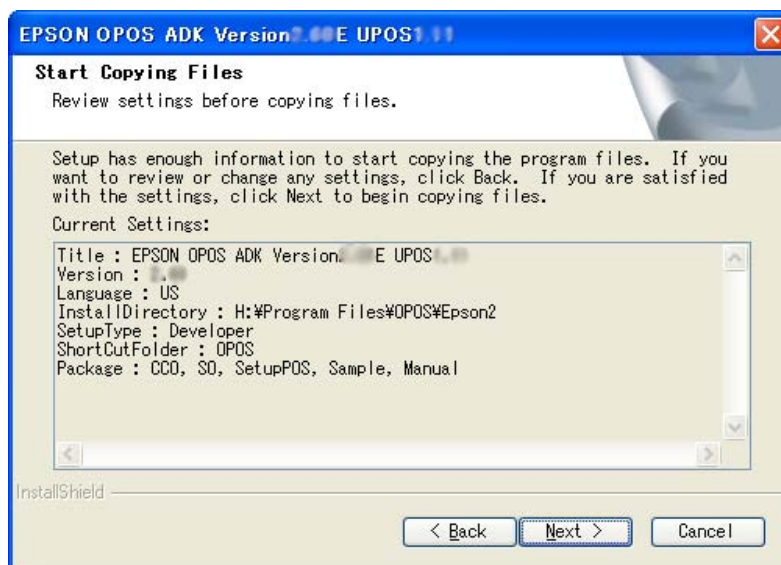 EPSON OPOS ADK Version E UPOS
Start Copying Files
Review settings before copying files.
Setup has enough information to start copying the program files. If you
want to review or change any settings, click Back. If you are satisfied
with the settings, click Next to begin copying files.
Current Settings:
Title : EPSON OPOS ADK Version E UPOS
Version :
Language : US
InstallDirectory : H:¥Program Files¥OPOS¥Epson2
SetupType : Developer
ShortCutFolder : OPOS
Package : CCO, SO, SetupPOS, Sample, Manual
InstallShield
< Back Next > Cancel